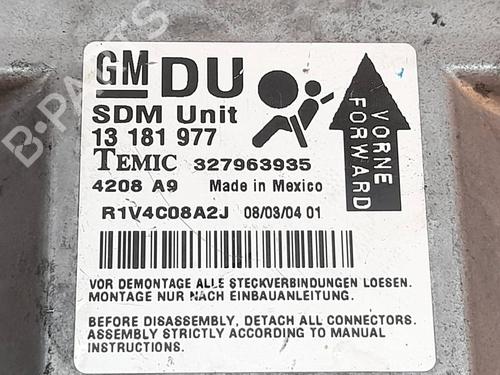 GM DU
SDM Unit
13 181 977
TEMIC 327963935
4208 A9 Made in Mexico
R1V4C08A2J 08/03/04 01
VORNE
FORWARD
VOR DEMONTAGE ALLE STECKVERBINDUNGEN LOESEN.
MONTAGE NUR NACH EINBAUANLEITUNG.
BEFORE DISASSEMBLY, DETACH ALL CONNECTORS.
ASSEMBLY STRICTLY ACCORDING TO MANUAL
INSTRUCTIONS.
B-PARTS